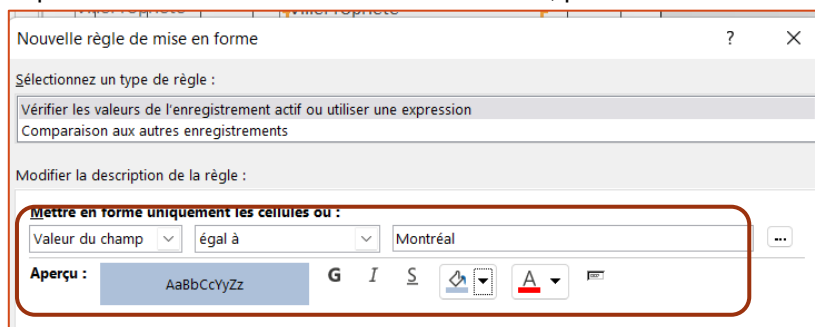 Nouvelle règle de mise en forme ? ×
Sélectionnez un type de règle :
Vérifier les valeurs de l'enregistrement actif ou utiliser une expression
Comparaison aux autres enregistrements
Modifier la description de la règle :
Mettre en forme uniquement les cellules où :
Valeur du champ égal à Montréal ...
Aperçu : AaBbCcYyZz G I S A